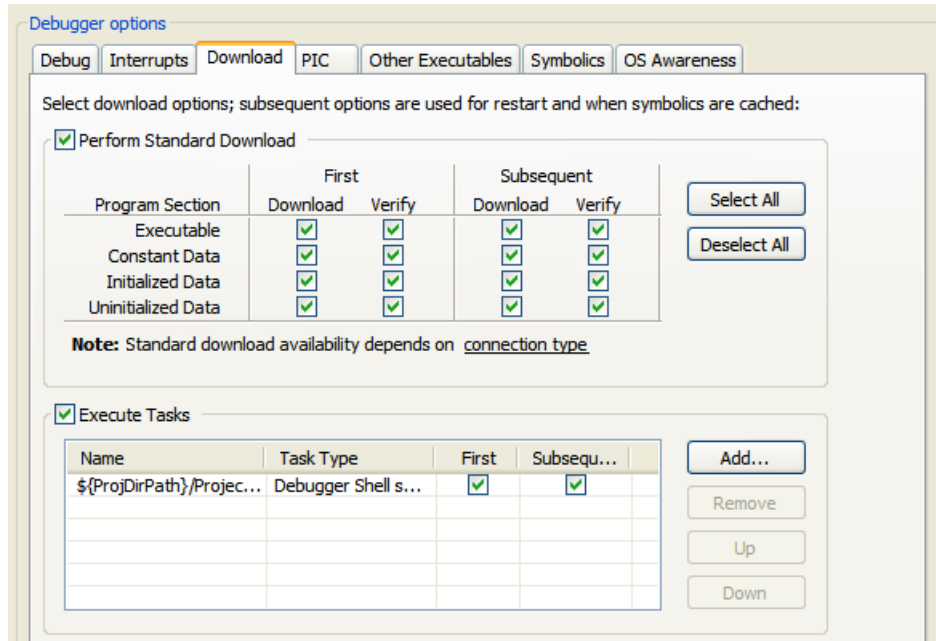 Debugger options
Debug Interrupts Download PIC Other Executables Symbolics OS Awareness
Select download options; subsequent options are used for restart and when symbolics are cached:
Perform Standard Download
First Subsequent
Program Section Download Verify Download Verify
Select All
Executable
Constant Data
Deselect All
Initialized Data
Uninitialized Data
Note: Standard download availability depends on connection type
Execute Tasks
Name Task Type First Subsequ... Add...
${ProjDirPath}/Projec... Debugger Shell s...
Remove
Up
Down